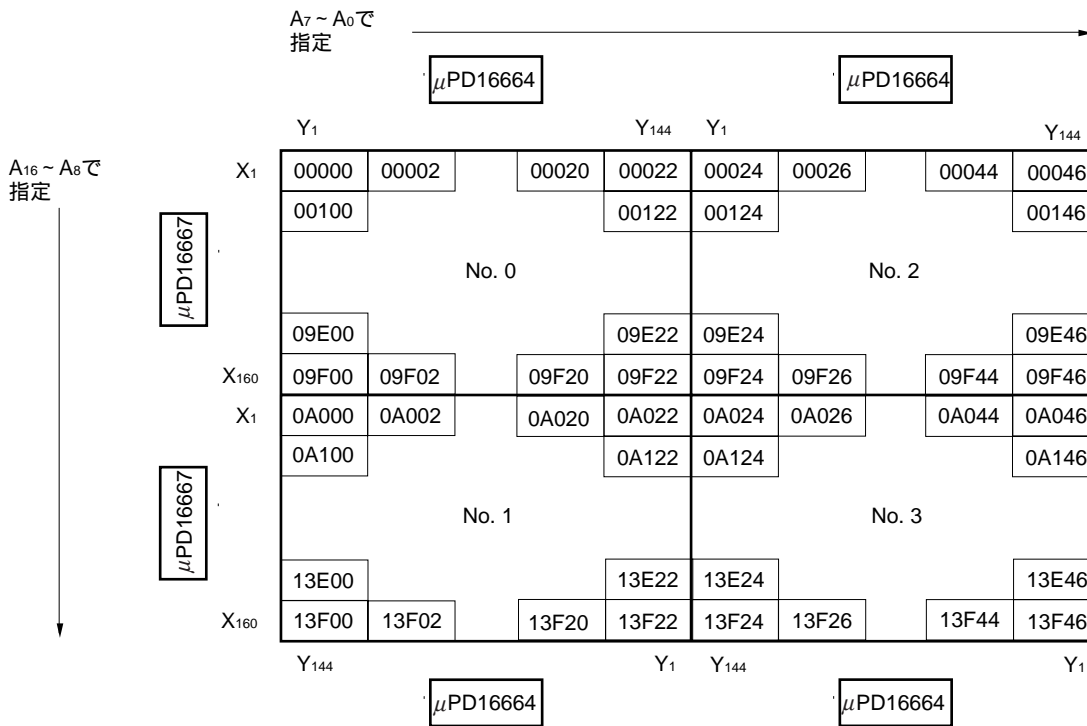 A7 ~ A0で
指定
μPD16664 μPD16664
Y1 Y144 Y1 Y144
A16 ~ A8で
指定
X1 00000 00002 00020 00022 00024 00026 00044 00046
00100 00122 00124 00146
μPD16667
No. 0 No. 2
09E00 09E22 09E24 09E46
X160 09F00 09F02 09F20 09F22 09F24 09F26 09F44 09F46
X1 0A000 0A002 0A020 0A022 0A024 0A026 0A044 0A046
0A100 0A122 0A124 0A146
μPD16667
No. 1 No. 3
13E00 13E22 13E24 13E46
X160 13F00 13F02 13F20 13F22 13F24 13F26 13F44 13F46
Y144 Y1 Y144 Y1
μPD16664 μPD16664